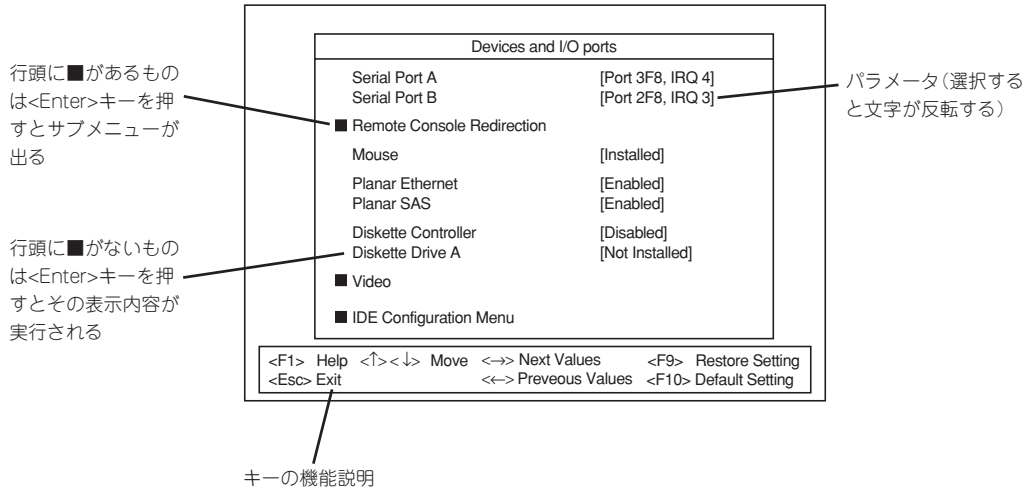 Devices and I/O ports
Serial Port A [Port 3F8, IRQ 4]
Serial Port B [Port 2F8, IRQ 3]
■ Remote Console Redirection
Mouse [Installed]
Planar Ethernet [Enabled]
Planar SAS [Enabled]
Diskette Controller [Disabled]
Diskette Drive A [Not Installed]
■ Video
■ IDE Configuration Menu
<F1> Help <↑><↓> Move <→> Next Values <F9> Restore Setting
<Esc> Exit <←> Preveous Values <F10> Default Setting
行頭に■があるもの
は<Enter>キーを押
すとサブメニューが
出る
行頭に■がないもの
は<Enter>キーを押
すとその表示内容が
実行される
パラメータ（選択する
と文字が反転する）
キーの機能説明